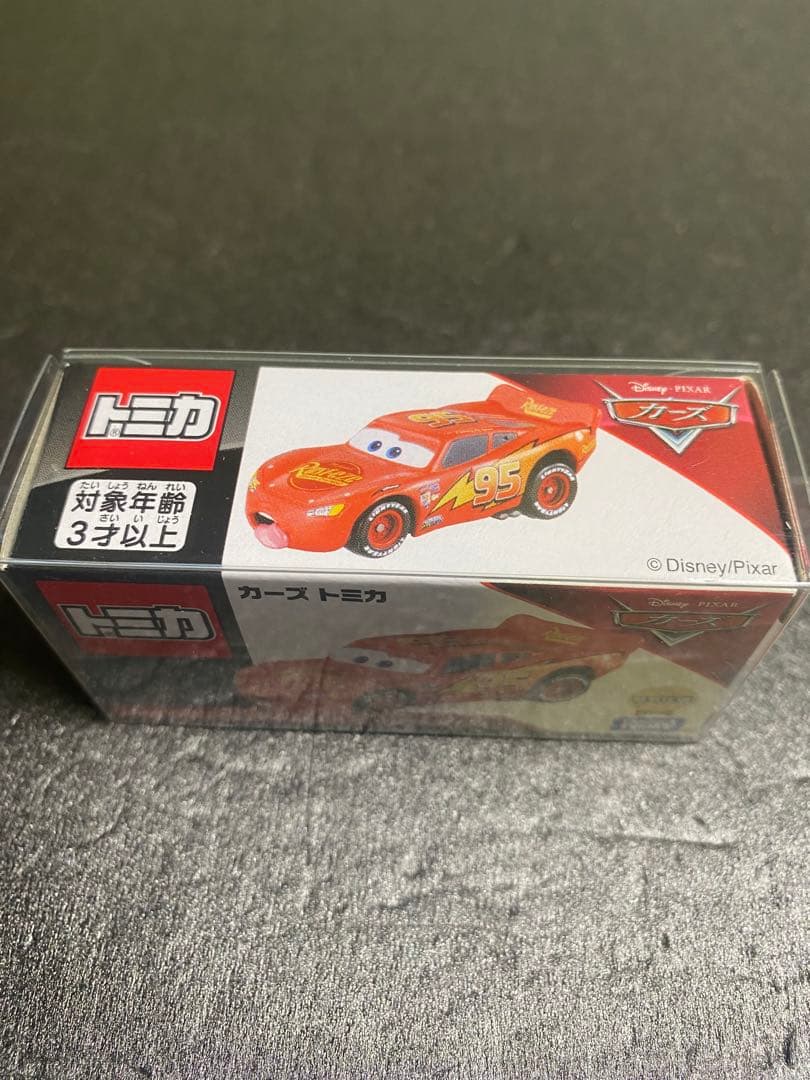 トミカ®
たいしょうねんれい
対象年齢
さいいじょう
3才以上
Rust-eze
95
LIGHTYEAR
LIGHTYEAR
Disney・PIXAR
カーズ
©Disney/Pixar
トミカ
カーズ トミカ
Disney・PIXAR
カーズ